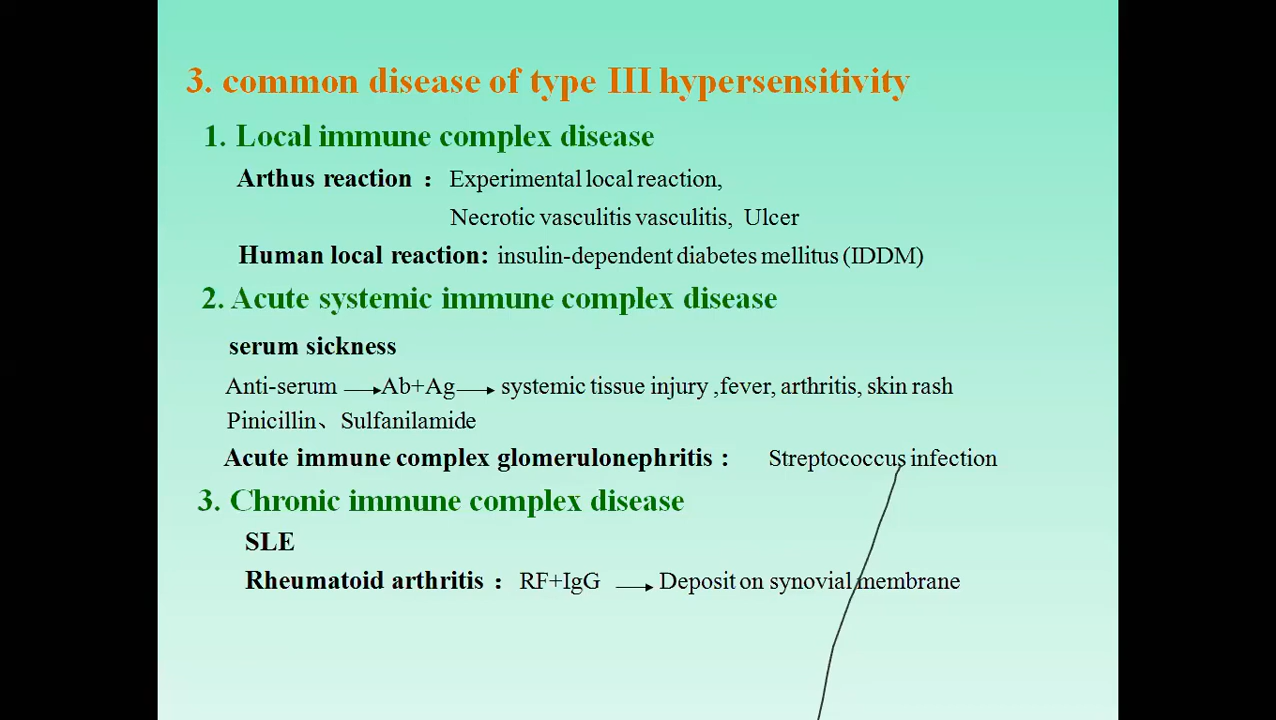 3. common disease of type III hypersensitivity
1. Local immune complex disease
Arthus reaction ： Experimental local reaction,
Necrotic vasculitis vasculitis, Ulcer
Human local reaction: insulin-dependent diabetes mellitus (IDDM)
2. Acute systemic immune complex disease
serum sickness
Anti-serum → Ab+Ag → systemic tissue injury ,fever, arthritis, skin rash
Pinicillin、Sulfanilamide
Acute immune complex glomerulonephritis : Streptococcus infection
3. Chronic immune complex disease
SLE
Rheumatoid arthritis ： RF+IgG → Deposit on synovial membrane